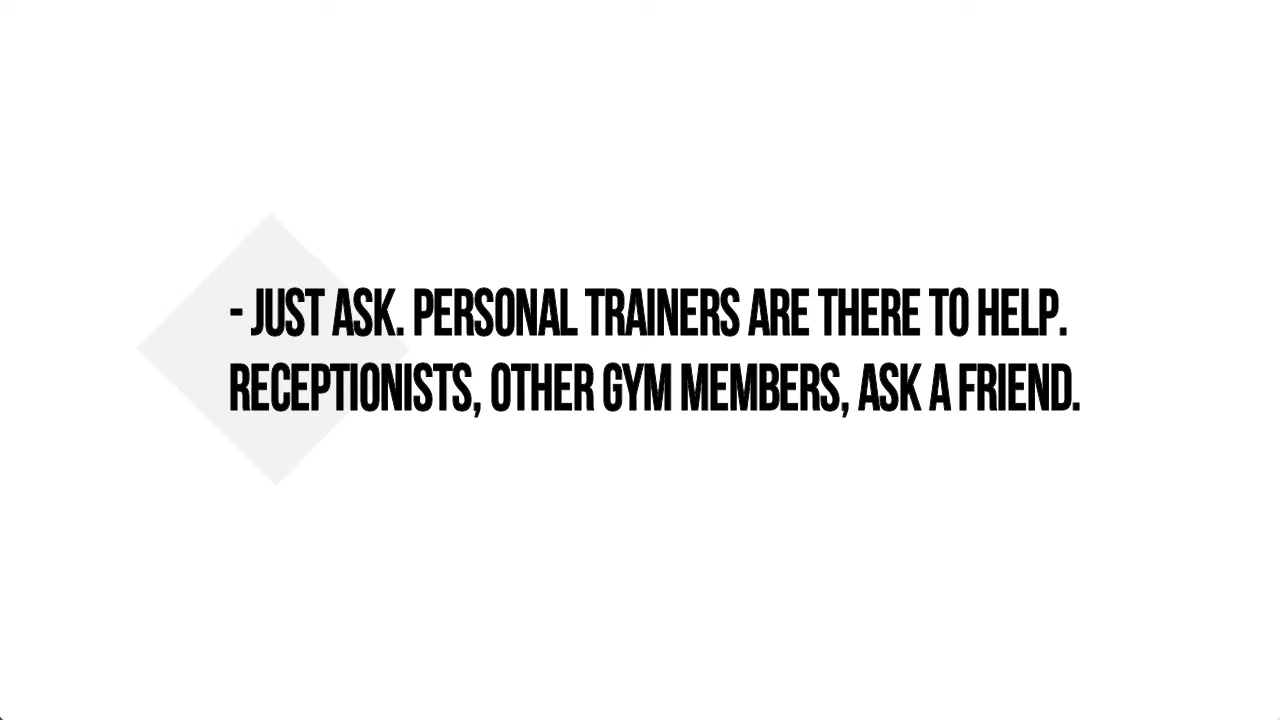 - JUST ASK. PERSONAL TRAINERS ARE THERE TO HELP.
RECEPTIONISTS, OTHER GYM MEMBERS, ASK A FRIEND.